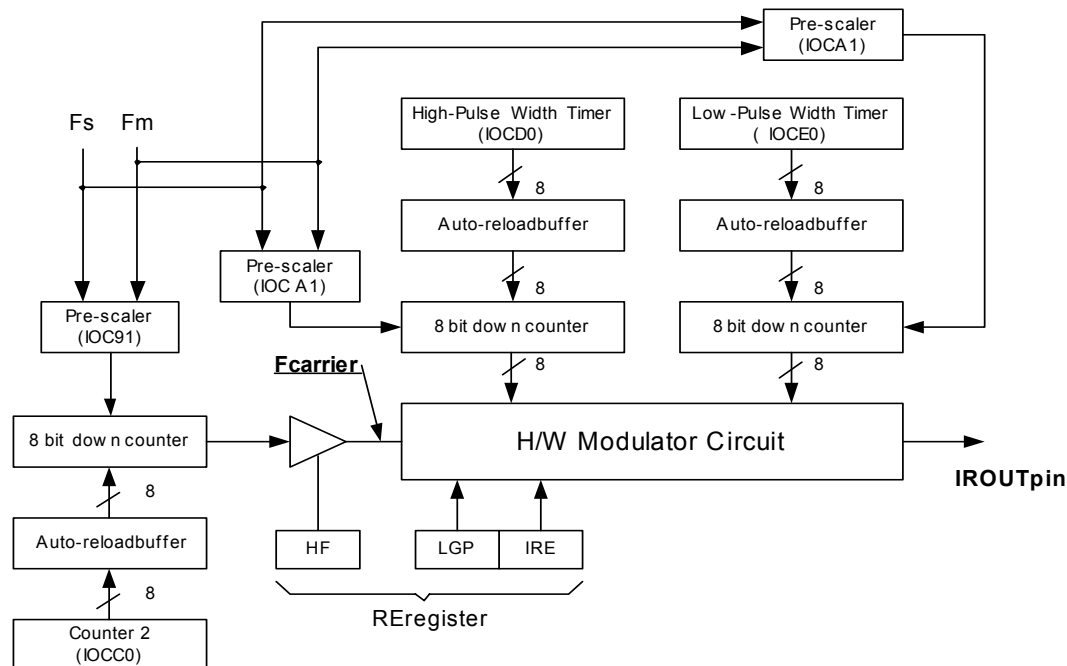 Pre-scaler
(IOCA1)
Fs Fm
High-Pulse Width Timer
(IOCD0)
Low-Pulse Width Timer
( IOCE0)
8
8
Auto-reloadbuffer
Auto-reloadbuffer
Pre-scaler
(IOC A1)
8
8
Pre-scaler
(IOC91)
8 bit dow n counter
8 bit dow n counter
Fcarrier
8
8
8 bit dow n counter
H/W Modulator Circuit
IROUTpin
8
Auto-reloadbuffer
HF
LGP
IRE
8
REregister
Counter 2
(IOCC0)